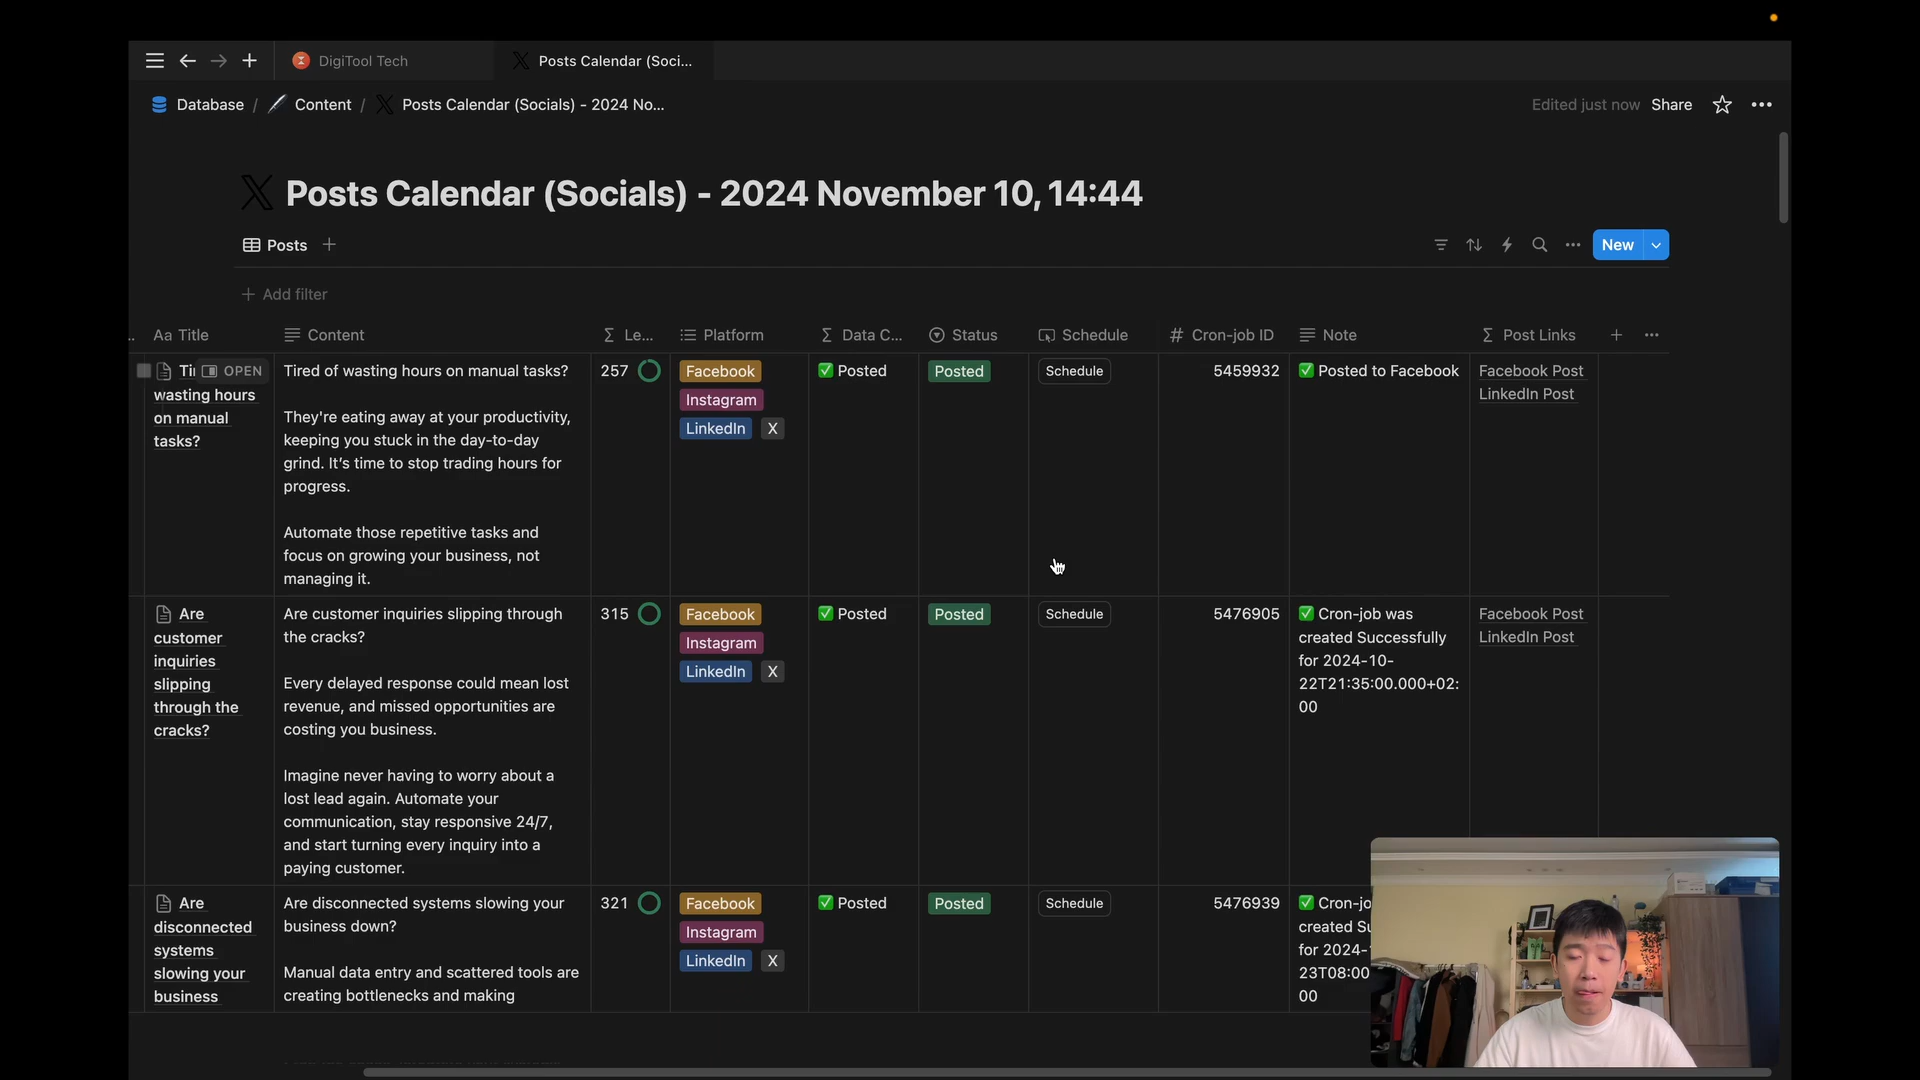 DigiTool Tech
Posts Calendar (Soci...
Database / Content / Posts Calendar (Socials) - 2024 No...
Edited just now Share
Posts Calendar (Socials) - 2024 November 10, 14:44
Posts
New
Add filter
Aa Title
Content
Le...
Platform
Data C...
Status
Schedule
# Cron-job ID
Note
Post Links
OPEN
wasting hours
on manual
tasks?
Tired of wasting hours on manual tasks?
They're eating away at your productivity,
keeping you stuck in the day-to-day
grind. It’s time to stop trading hours for
progress.
Automate those repetitive tasks and
focus on growing your business, not
managing it.
257
Facebook
Instagram
LinkedIn X
✅ Posted
Posted
Schedule
5459932
✅ Posted to Facebook
Facebook Post
LinkedIn Post
Are
customer
inquiries
slipping
through the
cracks?
Are customer inquiries slipping through
the cracks?
Every delayed response could mean lost
revenue, and missed opportunities are
costing you business.
Imagine never having to worry about a
lost lead again. Automate your
communication, stay responsive 24/7,
and start turning every inquiry into a
paying customer.
315
Facebook
Instagram
LinkedIn X
✅ Posted
Posted
Schedule
5476905
✅ Cron-job was
created Successfully
for 2024-10-
22T21:35:00.000+02:
00
Facebook Post
LinkedIn Post
Are
disconnected
systems
slowing your
business
Are disconnected systems slowing your
business down?
Manual data entry and scattered tools are
creating bottlenecks and making
321
Facebook
Instagram
LinkedIn X
✅ Posted
Posted
Schedule
5476939
✅ Cron-jo
created Su
for 2024-
23T08:00
00